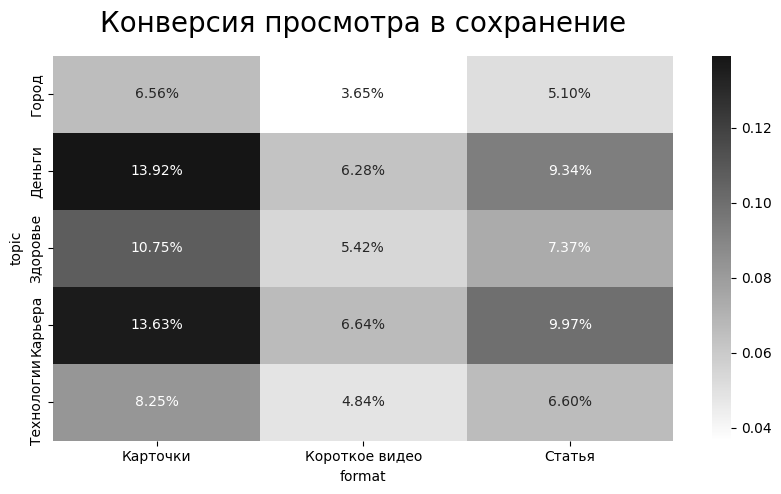 Конверсия просмотра в сохранение
topic
Город
6.56%
3.65%
5.10%
Деньги
13.92%
6.28%
9.34%
Здоровье
10.75%
5.42%
7.37%
Карьера
13.63%
6.64%
9.97%
Технологии
8.25%
4.84%
6.60%
Карточки
Короткое видео
Статья
format
0.12
0.10
0.08
0.06
0.04